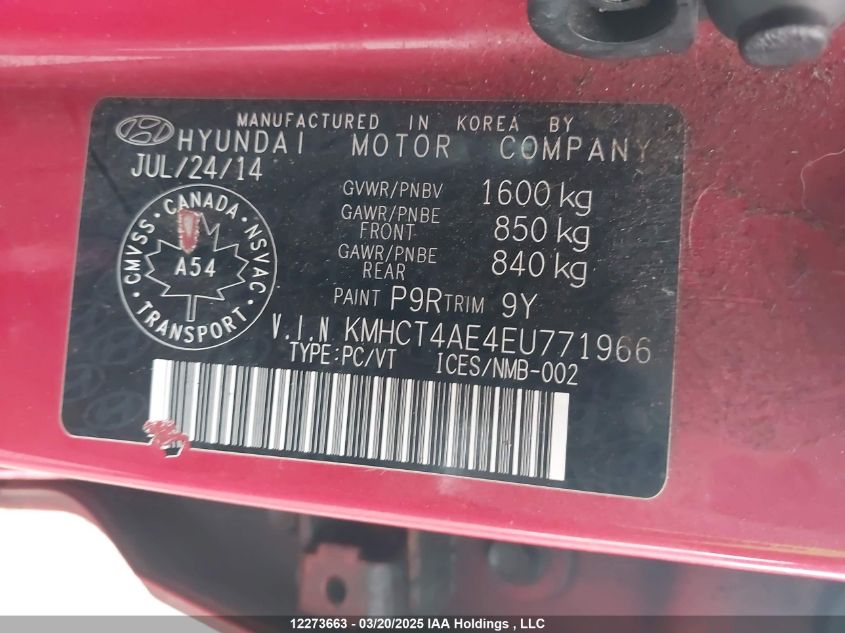 MANUFACTURED IN KOREA BY
HYUNDAI MOTOR COMPANY
JUL/24/14
GVWR/PNBV 1600 kg
GAWR/PNBE FRONT 850 kg
GAWR/PNBE REAR 840 kg
PAINT P9R TRIM 9Y
CMVSS · CANADA · NSVAC · TRANSPORT ·
A54
V.I.N KMHCT4AE4EU771966
TYPE:PC/VT ICES/NMB-002
12273663 - 03/20/2025 IAA Holdings , LLC